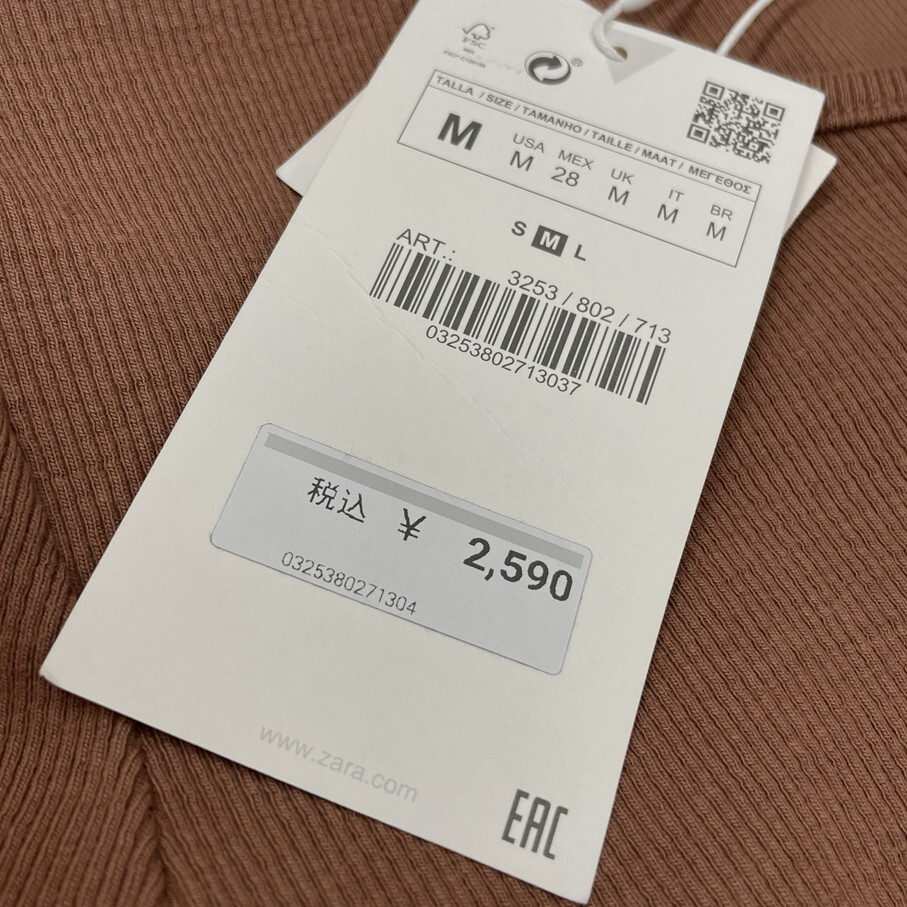 FSC
®
TALLA / SIZE / TAMANHO / TAILLE / MAAT / ΜΕΓΕΘΟΣ
M
USA
M
MEX
28
UK
M
IT
M
BR
M
S M L
ART.:
3253 / 802 / 713
03253802713037
税込 ¥ 2,590
0325380271304
www.zara.com
EAC